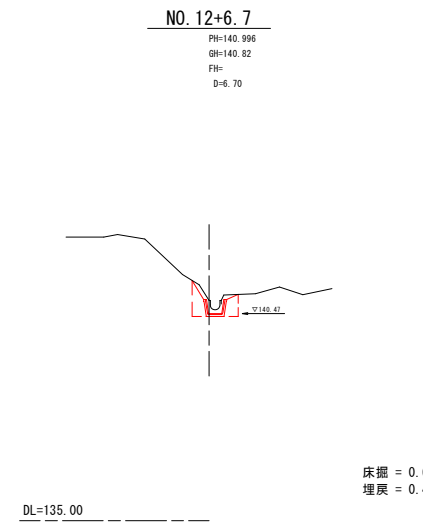 NO.12+6.7
PH=140.996
GH=140.82
FH=
D=6.70
▽140.47
床掘 = 0.
埋戻 = 0.
DL=135.00